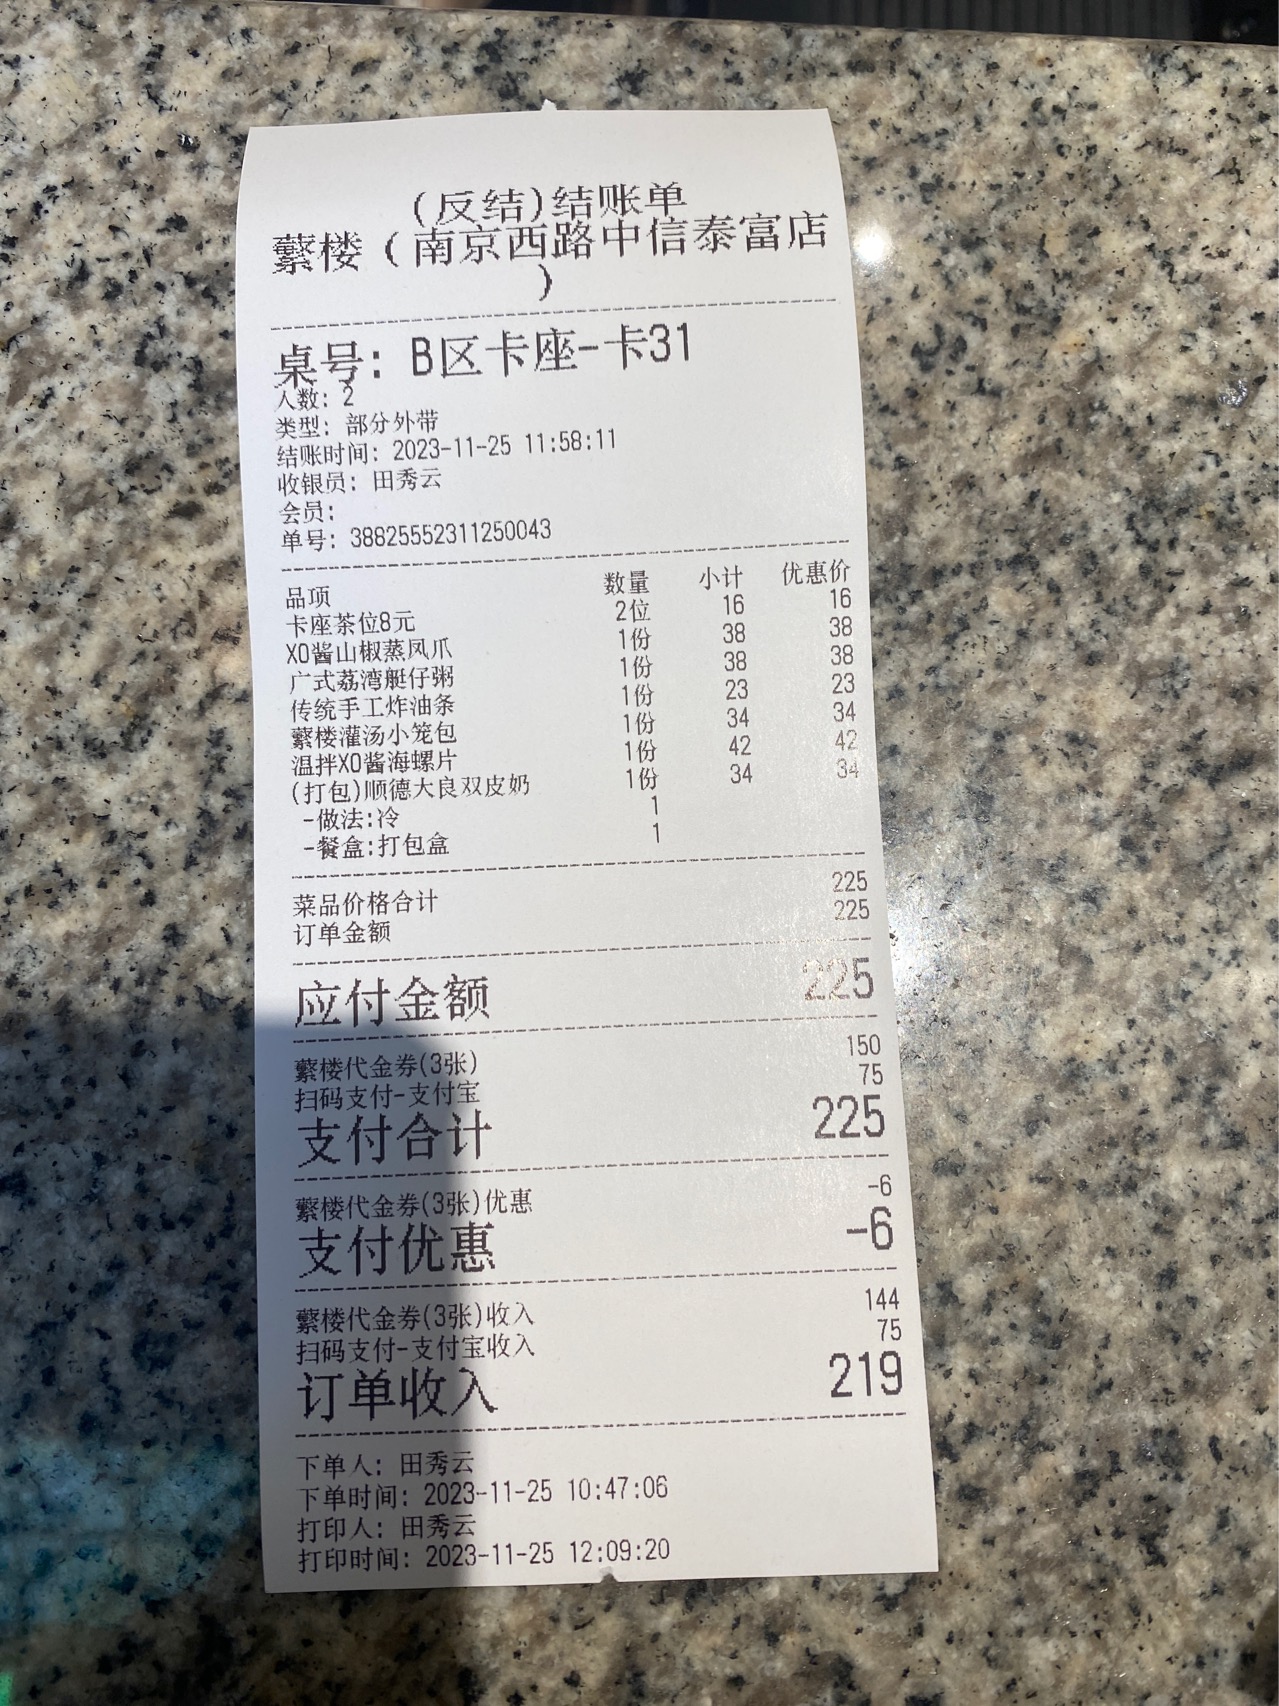 (反结)结账单
蘩楼（南京西路中信泰富店
）
桌号: B区卡座-卡31
人数: 2
类型: 部分外带
结账时间: 2023-11-25 11:58:11
收银员: 田秀云
会员:
单号: 38825552311250043
品项 数量 小计 优惠价
卡座茶位8元 2位 16 16
XO酱山椒蒸凤爪 1份 38 38
广式荔湾艇仔粥 1份 38 38
传统手工炸油条 1份 23 23
蘩楼灌汤小笼包 1份 34 34
温拌XO酱海螺片 1份 42 42
(打包)顺德大良双皮奶 1份 34 34
-做法:冷 1
-餐盒:打包盒 1
菜品价格合计 225
订单金额 225
应付金额 225
蘩楼代金券(3张) 150
扫码支付-支付宝 75
支付合计 225
蘩楼代金券(3张)优惠 -6
支付优惠 -6
蘩楼代金券(3张)收入 144
扫码支付-支付宝收入 75
订单收入 219
下单人: 田秀云
下单时间: 2023-11-25 10:47:06
打印人: 田秀云
打印时间: 2023-11-25 12:09:20